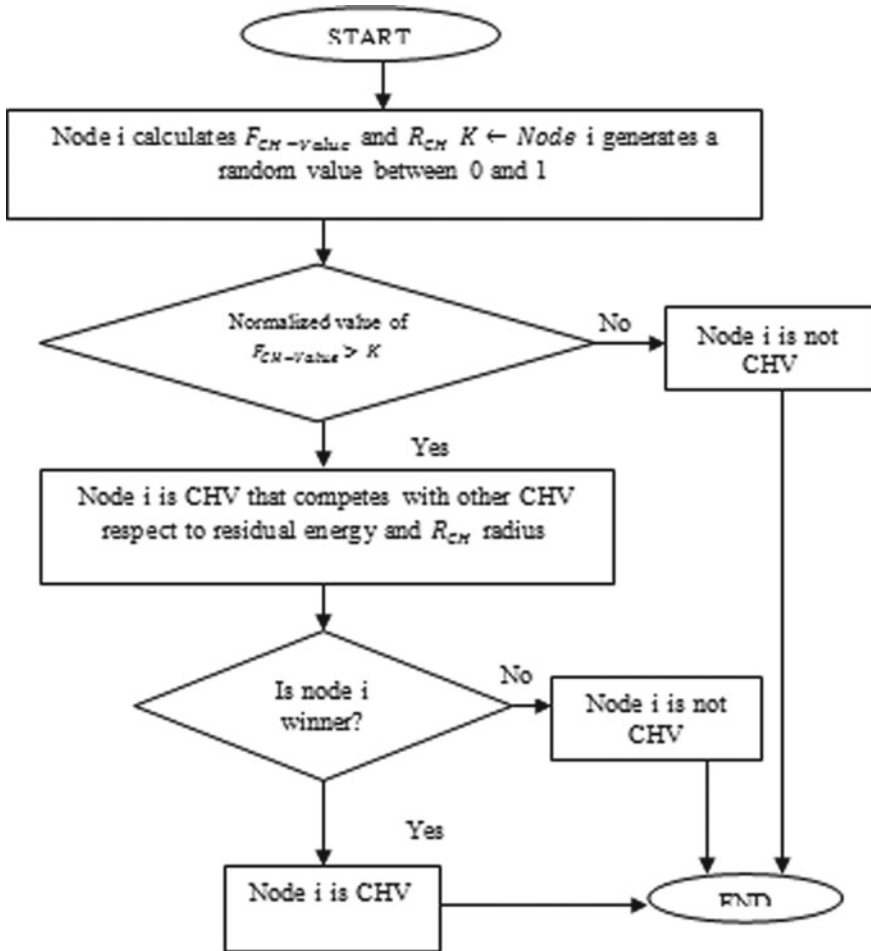 START
Node i calculates F_CH−Value and R_CH K ← Node i generates a
random value between 0 and 1
Normalized value of
F_CH−Value > K
No
Node i is not
CHV
Yes
Node i is CHV that competes with other CHV
respect to residual energy and R_CH radius
Is node i
winner?
No
Node i is not
CHV
Yes
Node i is CHV
END